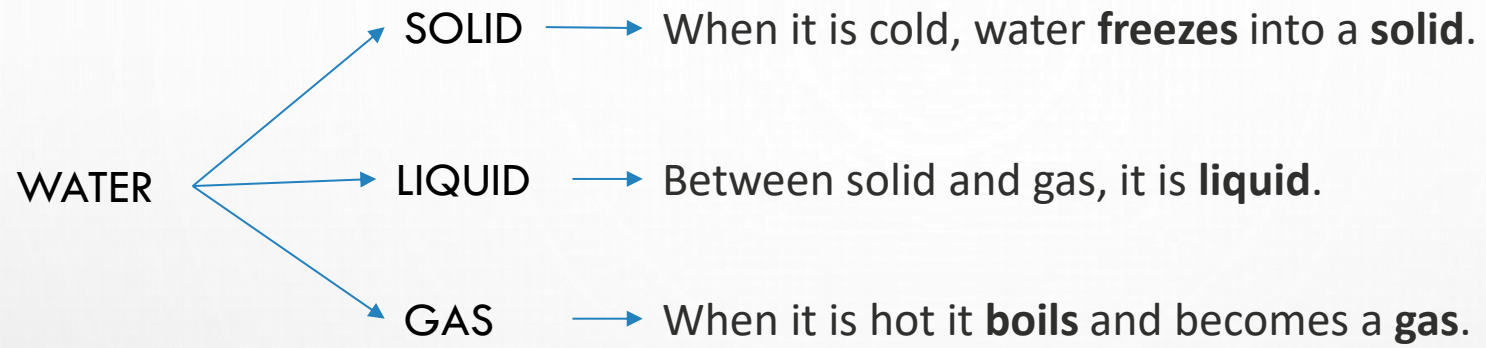 SOLID When it is cold, water freezes into a solid.
WATER LIQUID Between solid and gas, it is liquid.
GAS When it is hot it boils and becomes a gas.